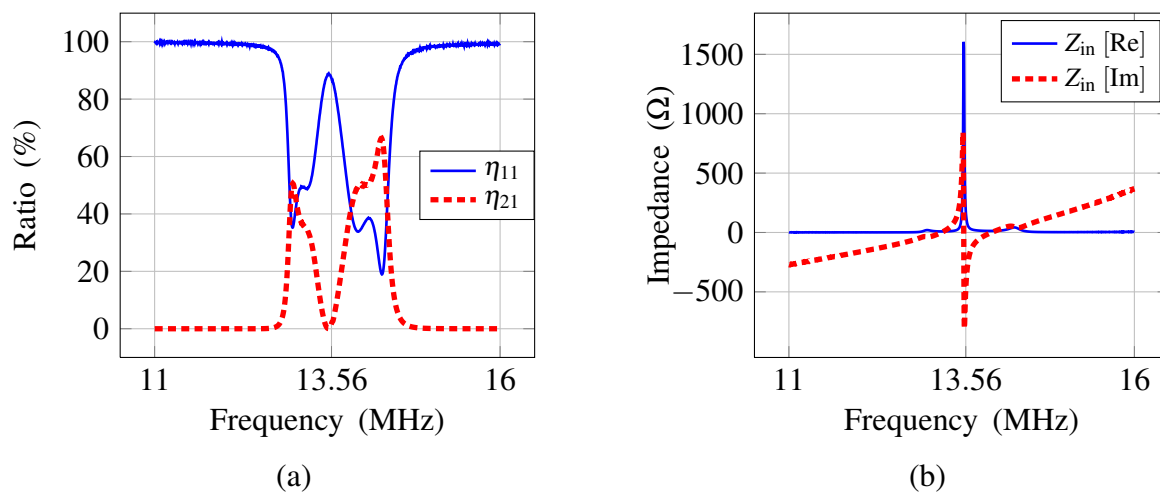 100
80
60
40
20
0
Ratio (%)
η11
η21
11
13.56
16
Frequency (MHz)
(a)
1500
1000
500
0
−500
Impedance (Ω)
Zin [Re]
Zin [Im]
11
13.56
16
Frequency (MHz)
(b)